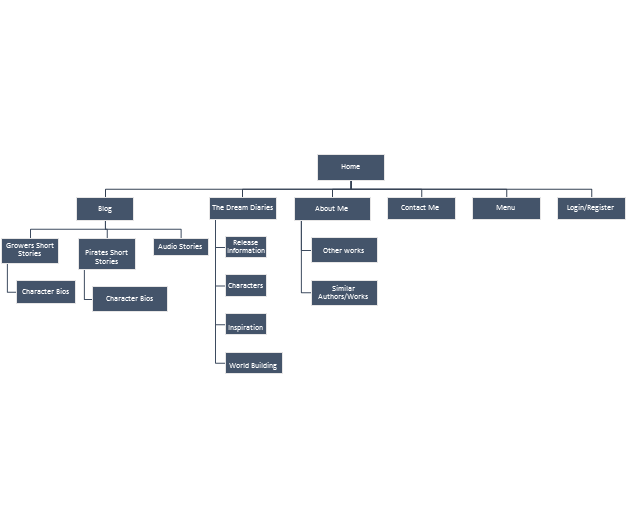 Home
Blog
The Dream Diaries
About Me
Contact Me
Menu
Login/Register
Growers Short
Stories
Pirates Short
Stories
Audio Stories
Character Bios
Character Bios
Release
Information
Characters
Inspiration
World Building
Other works
Similar
Authors/Works